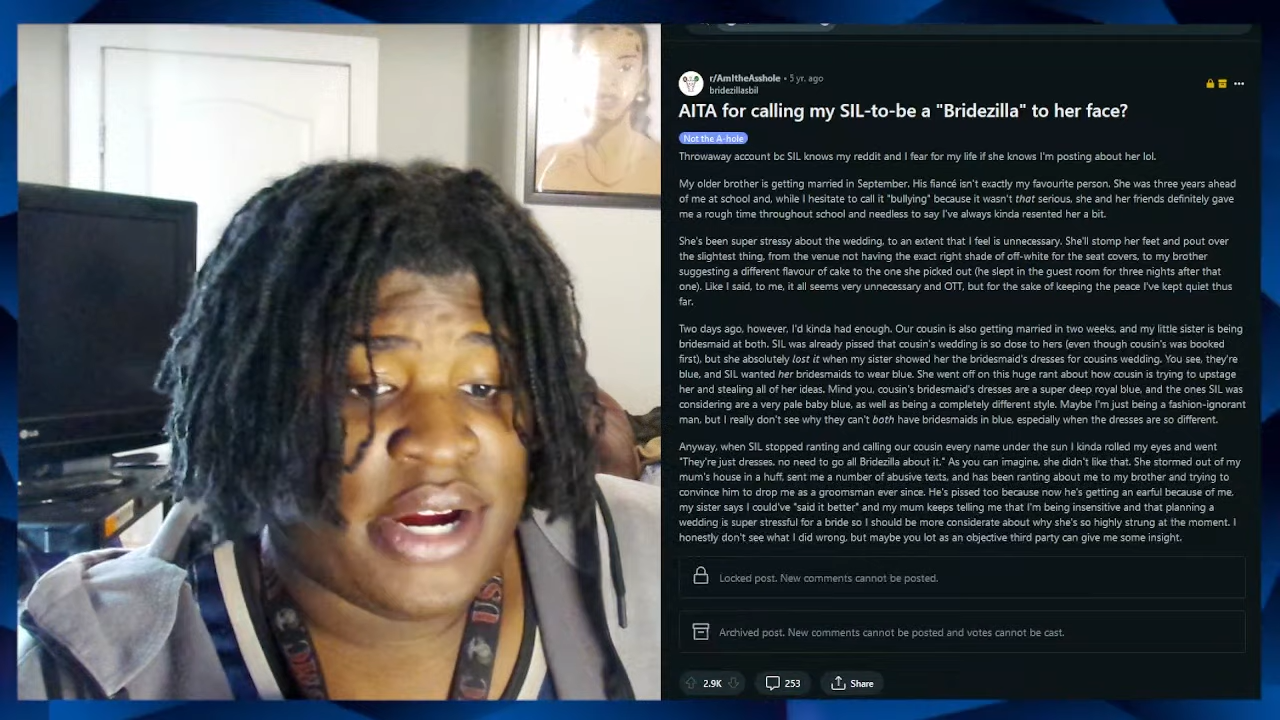 r/AmItheAsshole • 5 yr. ago
bridezillasbil
AITA for calling my SIL-to-be a "Bridezilla" to her face?
Not the A-hole
Throwaway account bc SIL knows my reddit and I fear for my life if she knows I'm posting about her lol.
My older brother is getting married in September. His fiancé isn't exactly my favourite person. She was three years ahead
of me at school and, while I hesitate to call it "bullying" because it wasn't that serious, she and her friends definitely gave
me a rough time throughout school and needless to say I've always kinda resented her a bit.
She's been super stressy about the wedding, to an extent that I feel is unnecessary. She'll stomp her feet and pout over
the slightest thing, from the venue not having the exact right shade of off-white for the seat covers, to my brother
suggesting a different flavour of cake to the one she picked out (he slept in the guest room for three nights after that
one). Like I said, to me, it all seems very unnecessary and OTT, but for the sake of keeping the peace I've kept quiet thus
far.
Two days ago, however, I'd kinda had enough. Our cousin is also getting married in two weeks, and my little sister is being
bridesmaid at both. SIL was already pissed that cousin's wedding is so close to hers (even though cousin's was booked
first), but she absolutely lost it when my sister showed her the bridesmaid's dresses for cousins wedding. You see, they're
blue, and SIL wanted her bridesmaids to wear blue. She went off on this huge rant about how cousin is trying to upstage
her and stealing all of her ideas. Mind you, cousin's bridesmaid's dresses are a super deep royal blue, and the ones SIL was
considering are a very pale baby blue, as well as being a completely different style. Maybe I'm just being a fashion-ignorant
man, but I really don't see why they can't both have bridesmaids in blue, especially when the dresses are so different.
Anyway, when SIL stopped ranting and calling our cousin every name under the sun I kinda rolled my eyes and went
"They're just dresses, no need to go all Bridezilla about it." As you can imagine, she didn't like that. She stormed out of my
mum's house in a huff, sent me a number of abusive texts, and has been ranting about me to my brother and trying to
convince him to drop me as a groomsman ever since. He's pissed too because now he's getting an earful because of me,
my sister says I could've "said it better" and my mum keeps telling me that I'm being insensitive and that planning a
wedding is super stressful for a bride so I should be more considerate about why she's so highly strung at the moment. I
honestly don't see what I did wrong, but maybe you lot as an objective third party can give me some insight.
Locked post. New comments cannot be posted.
Archived post. New comments cannot be posted and votes cannot be cast.
2.9K 253 Share
LG